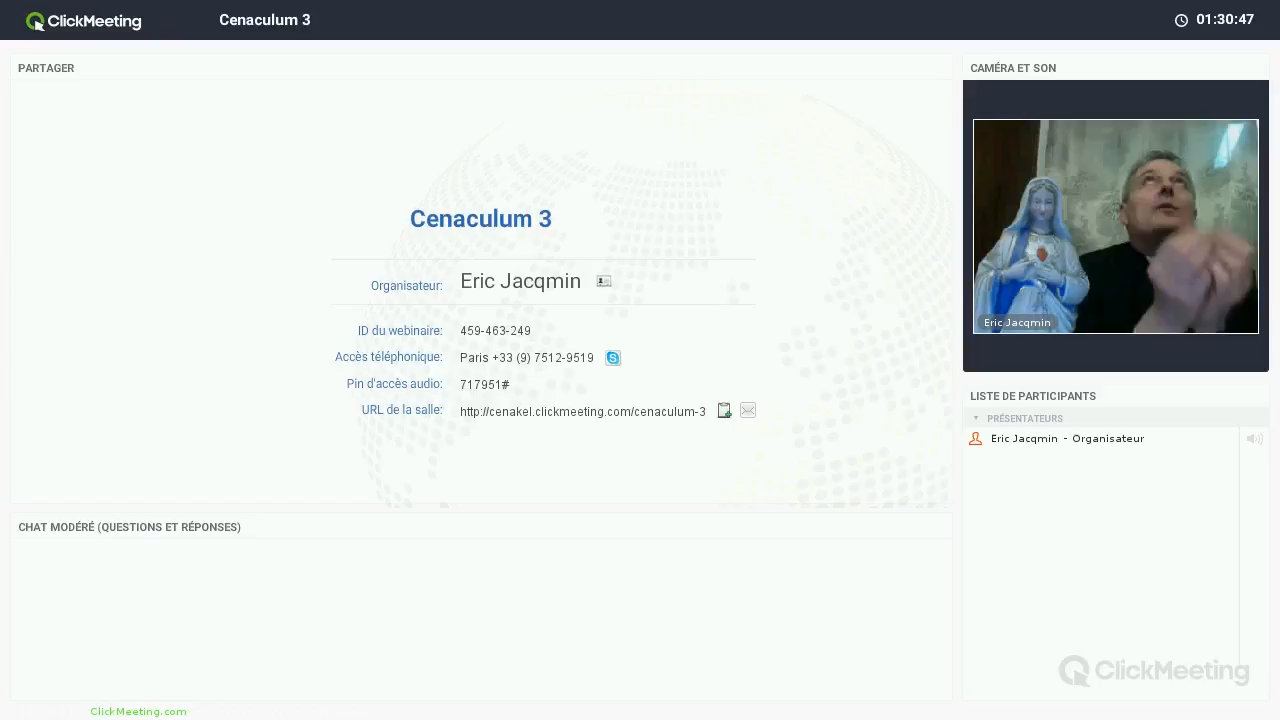 ClickMeeting
Cenaculum 3
01:30:47
PARTAGER
Cenaculum 3
Organisateur: Eric Jacqmin
ID du webinaire: 459-463-249
Accès téléphonique: Paris +33 (9) 7512-9519
Pin d'accès audio: 717951#
URL de la salle: http://cenakel.clickmeeting.com/cenaculum-3
CHAT MODÉRÉ (QUESTIONS ET RÉPONSES)
CAMÉRA ET SON
Eric Jacqmin
LISTE DE PARTICIPANTS
PRÉSENTATEURS
Eric Jacqmin - Organisateur
ClickMeeting
ClickMeeting.com